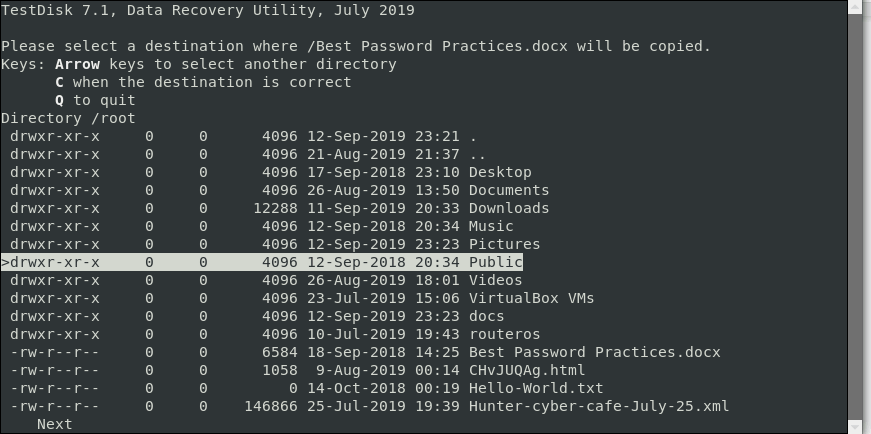 TestDisk 7.1, Data Recovery Utility, July 2019
Please select a destination where /Best Password Practices.docx will be copied.
Keys: Arrow keys to select another directory
C when the destination is correct
Q to quit
Directory /root
drwxr-xr-x 0 0 4096 12-Sep-2019 23:21 .
drwxr-xr-x 0 0 4096 21-Aug-2019 21:37 ..
drwxr-xr-x 0 0 4096 17-Sep-2018 23:10 Desktop
drwxr-xr-x 0 0 4096 26-Aug-2019 13:50 Documents
drwxr-xr-x 0 0 12288 11-Sep-2019 20:33 Downloads
drwxr-xr-x 0 0 4096 12-Sep-2018 20:34 Music
drwxr-xr-x 0 0 4096 12-Sep-2019 23:23 Pictures
>drwxr-xr-x 0 0 4096 12-Sep-2018 20:34 Public
drwxr-xr-x 0 0 4096 26-Aug-2019 18:01 Videos
drwxr-xr-x 0 0 4096 23-Jul-2019 15:06 VirtualBox VMs
drwxr-xr-x 0 0 4096 12-Sep-2019 23:23 docs
drwxr-xr-x 0 0 4096 10-Jul-2019 19:43 routeros
-rw-r--r-- 0 0 6584 18-Sep-2018 14:25 Best Password Practices.docx
-rw-r--r-- 0 0 1058 9-Aug-2019 00:14 CHvJUQAg.html
-rw-r--r-- 0 0 0 14-Oct-2018 00:19 Hello-World.txt
-rw-r--r-- 0 0 146866 25-Jul-2019 19:39 Hunter-cyber-cafe-July-25.xml
Next